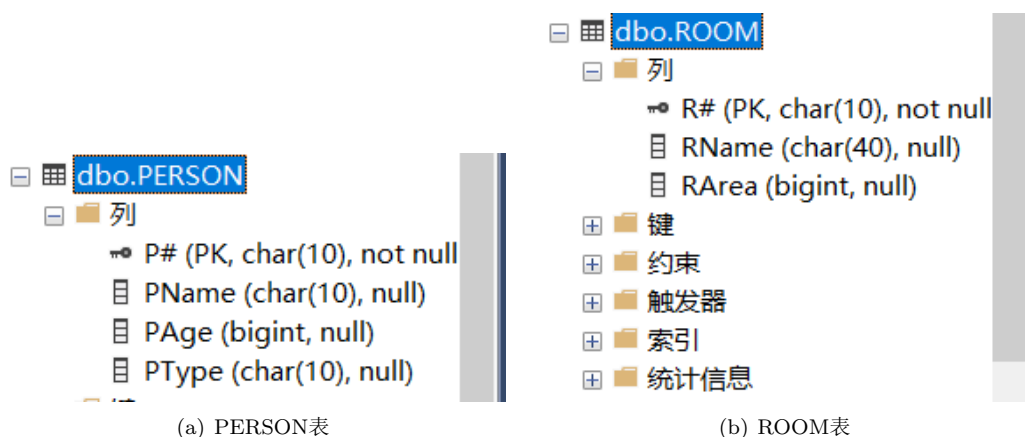 dbo.PERSON
列
P# (PK, char(10), not null
PName (char(10), null)
PAge (bigint, null)
PType (char(10), null)
(a) PERSON表
dbo.ROOM
列
R# (PK, char(10), not null
RName (char(40), null)
RArea (bigint, null)
键
约束
触发器
索引
统计信息
(b) ROOM表